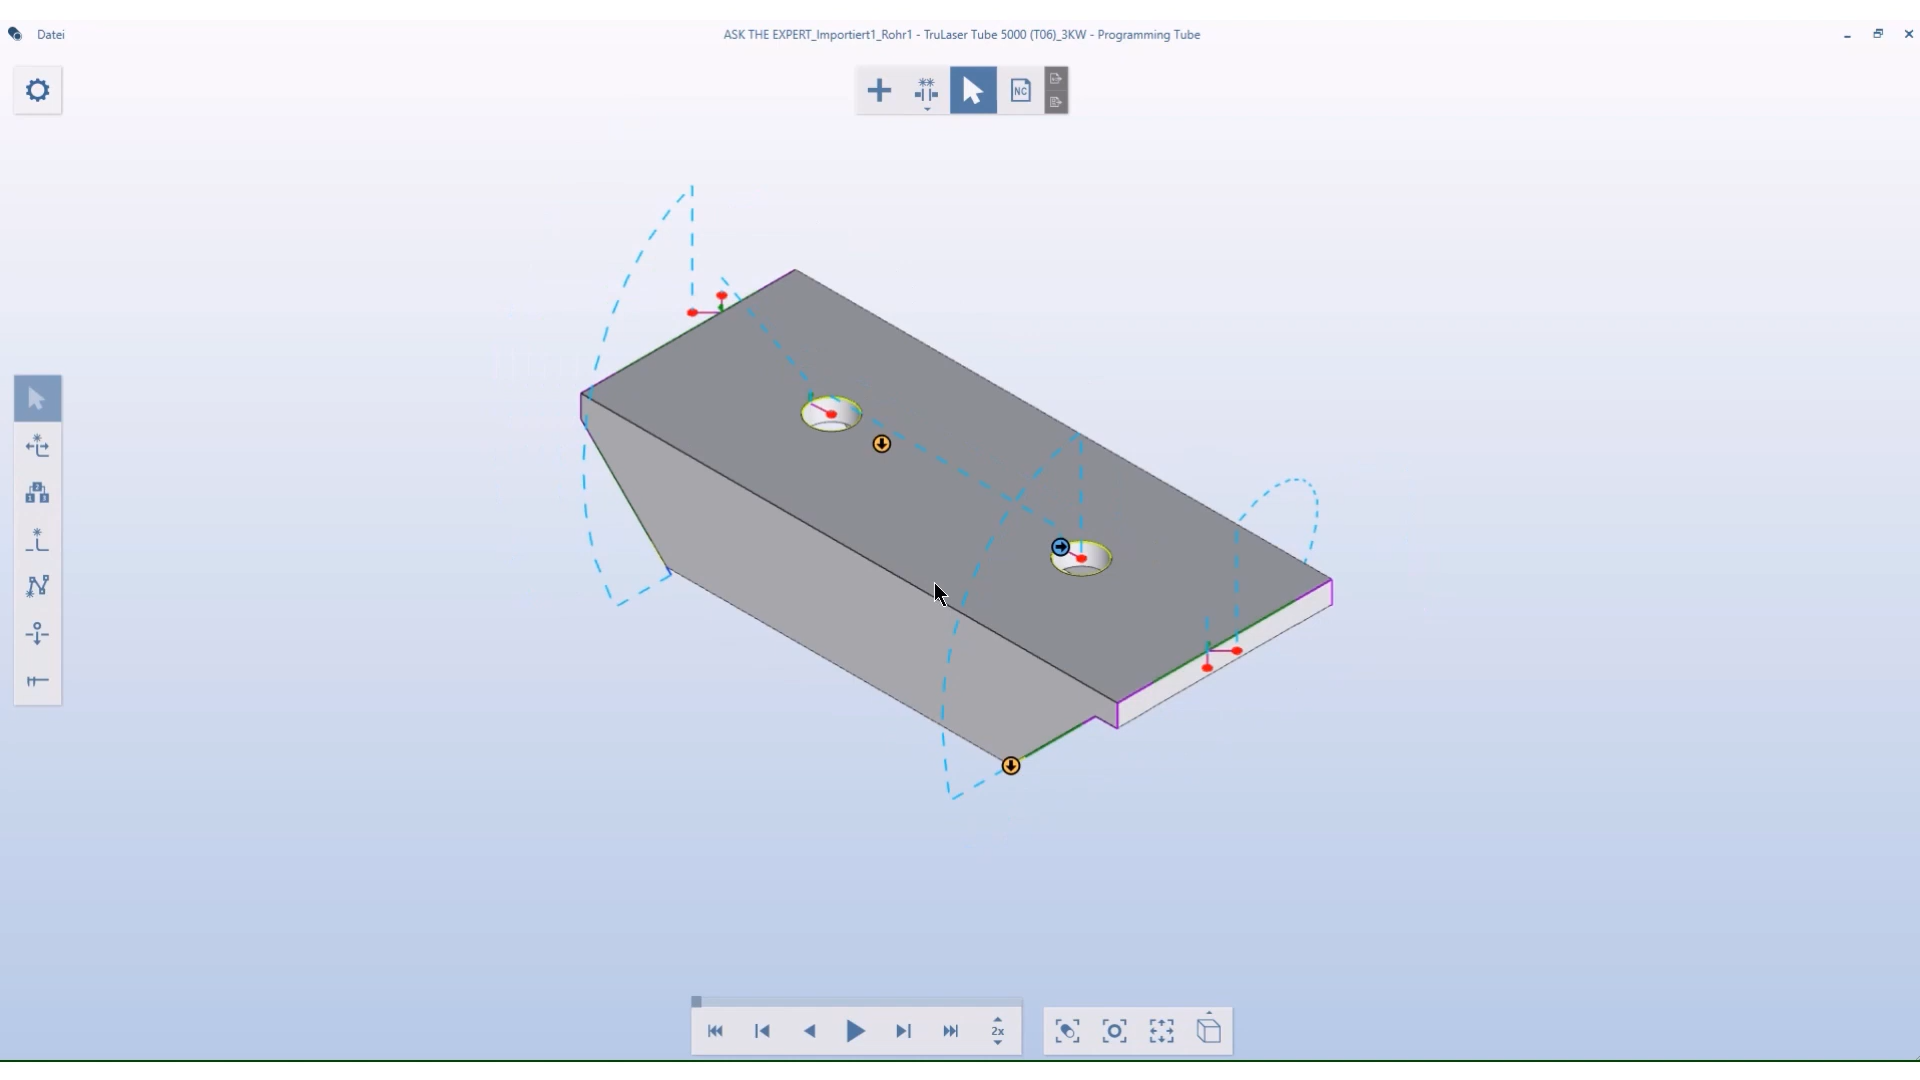 Datei
ASK THE EXPERT_Importiert1_Rohr1 - TruLaser Tube 5000 (T06)_3KW - Programming Tube
NC
2x